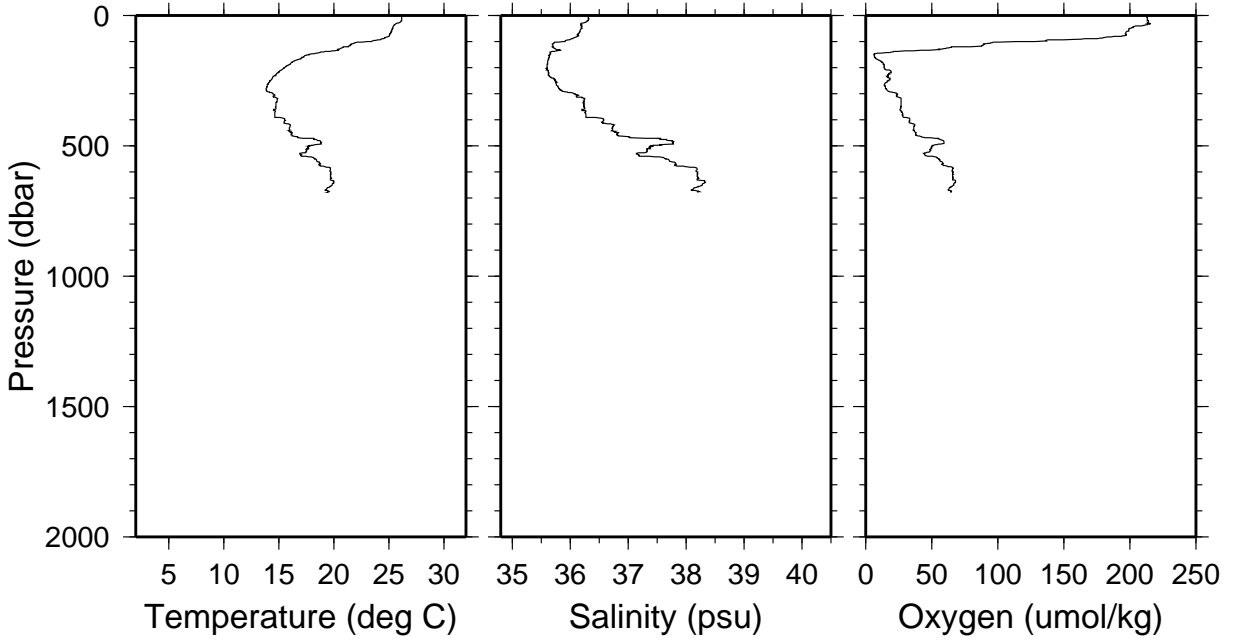 0
500
1000
1500
2000
Pressure (dbar)
5 10 15 20 25 30
Temperature (deg C)
35 36 37 38 39 40
Salinity (psu)
0 50 100 150 200 250
Oxygen (umol/kg)